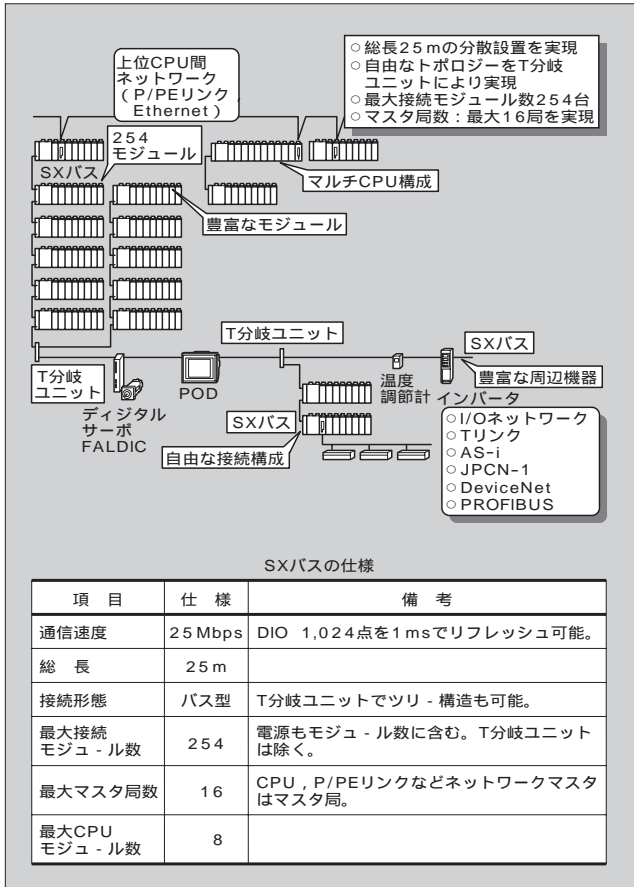 上位CPU間
ネットワーク
(P/PEリンク,
Ethernet)
○総長25mの分散設置を実現
○自由なトポロジーをT分岐
ユニットにより実現
○最大接続モジュール数254台
○マスタ局数:最大16局を実現
254
モジュール
SXバス
マルチCPU構成
豊富なモジュール
T分岐ユニット
SXバス
T分岐
ユニット
POD
温度
調節計
インバータ
豊富な周辺機器
ディジタル
サーボ
FALDIC
SXバス
自由な接続構成
○I/Oネットワーク
○Tリンク
○AS-i
○JPCN-1
○DeviceNet
○PROFIBUS
SXバスの仕様
項 目 仕 様 備 考
通信速度 25Mbps DIO 1,024点を1msでリフレッシュ可能。
総 長 25m
接続形態 バス型 T分岐ユニットでツリ-構造も可能。
最大接続
モジュ-ル数 254 電源もモジュ-ル数に含む。T分岐ユニット
は除く。
最大マスタ局数 16 CPU,P/PEリンクなどネットワークマスタ
はマスタ局。
最大CPU
モジュ-ル数 8